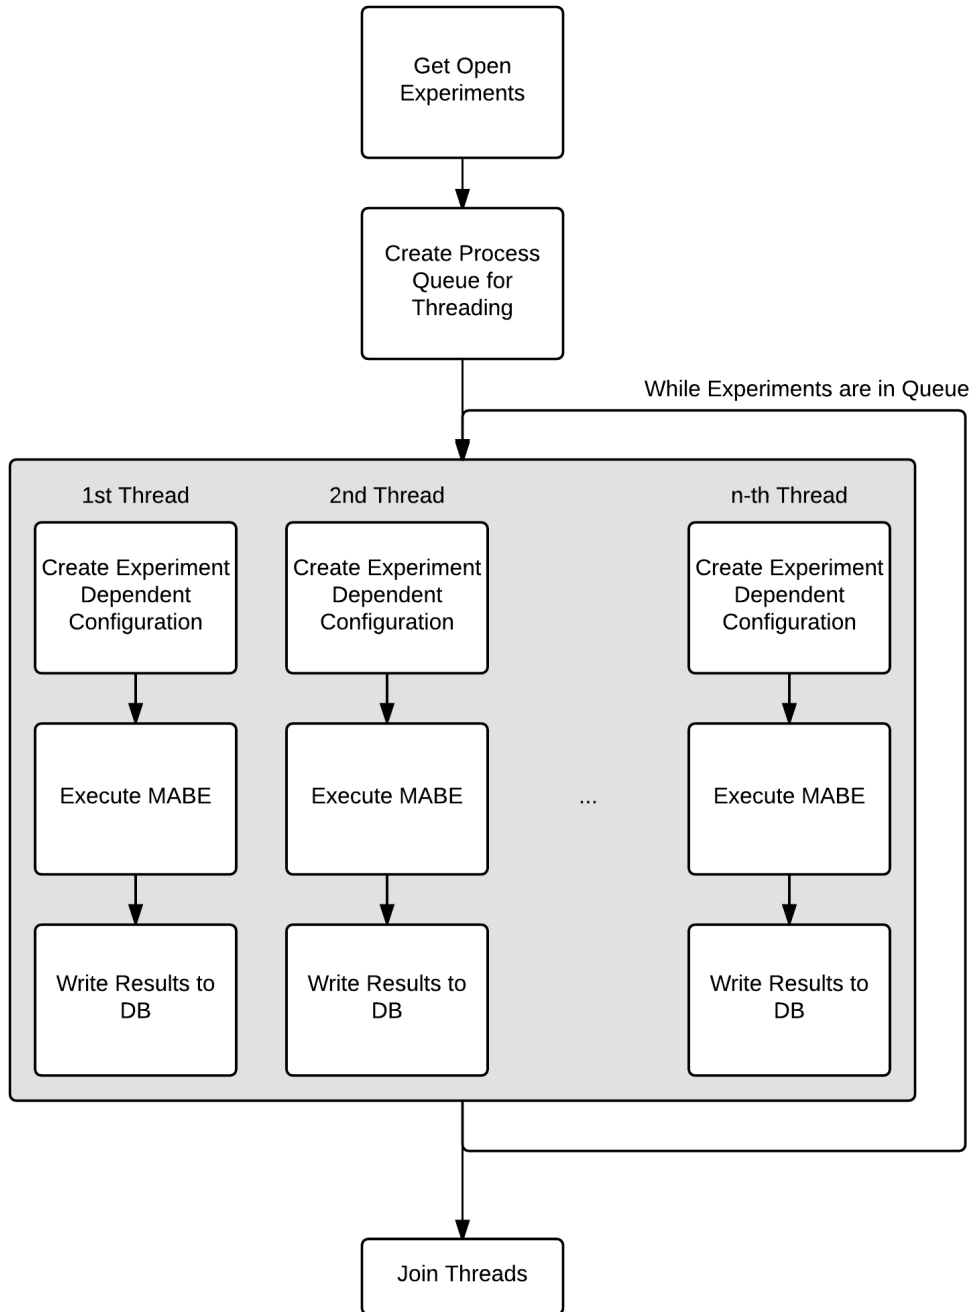 Get Open
Experiments
Create Process
Queue for
Threading
While Experiments are in Queue
1st Thread
Create Experiment
Dependent
Configuration
Execute MABE
Write Results to
DB
2nd Thread
Create Experiment
Dependent
Configuration
Execute MABE
Write Results to
DB
...
n-th Thread
Create Experiment
Dependent
Configuration
Execute MABE
Write Results to
DB
Join Threads